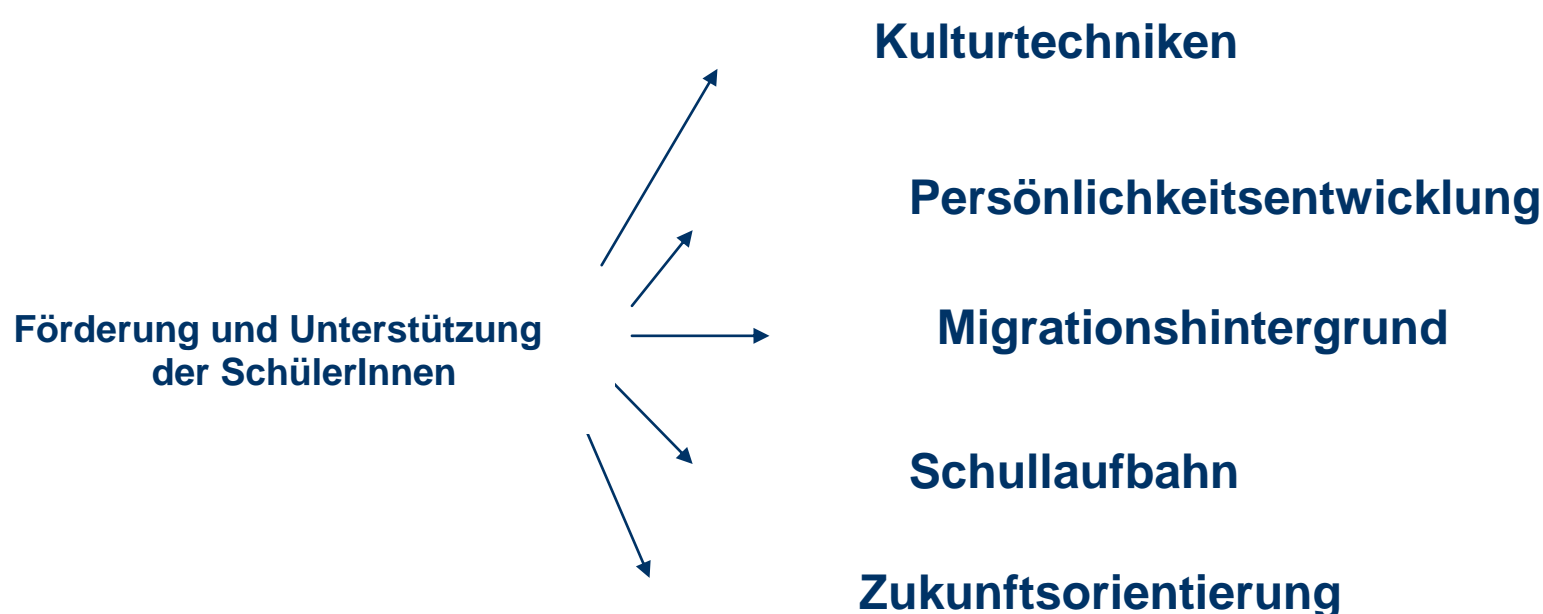 Kulturtechniken
Persönlichkeitsentwicklung
Förderung und Unterstützung
der SchülerInnen
Migrationshintergrund
Schullaufbahn
Zukunftsorientierung